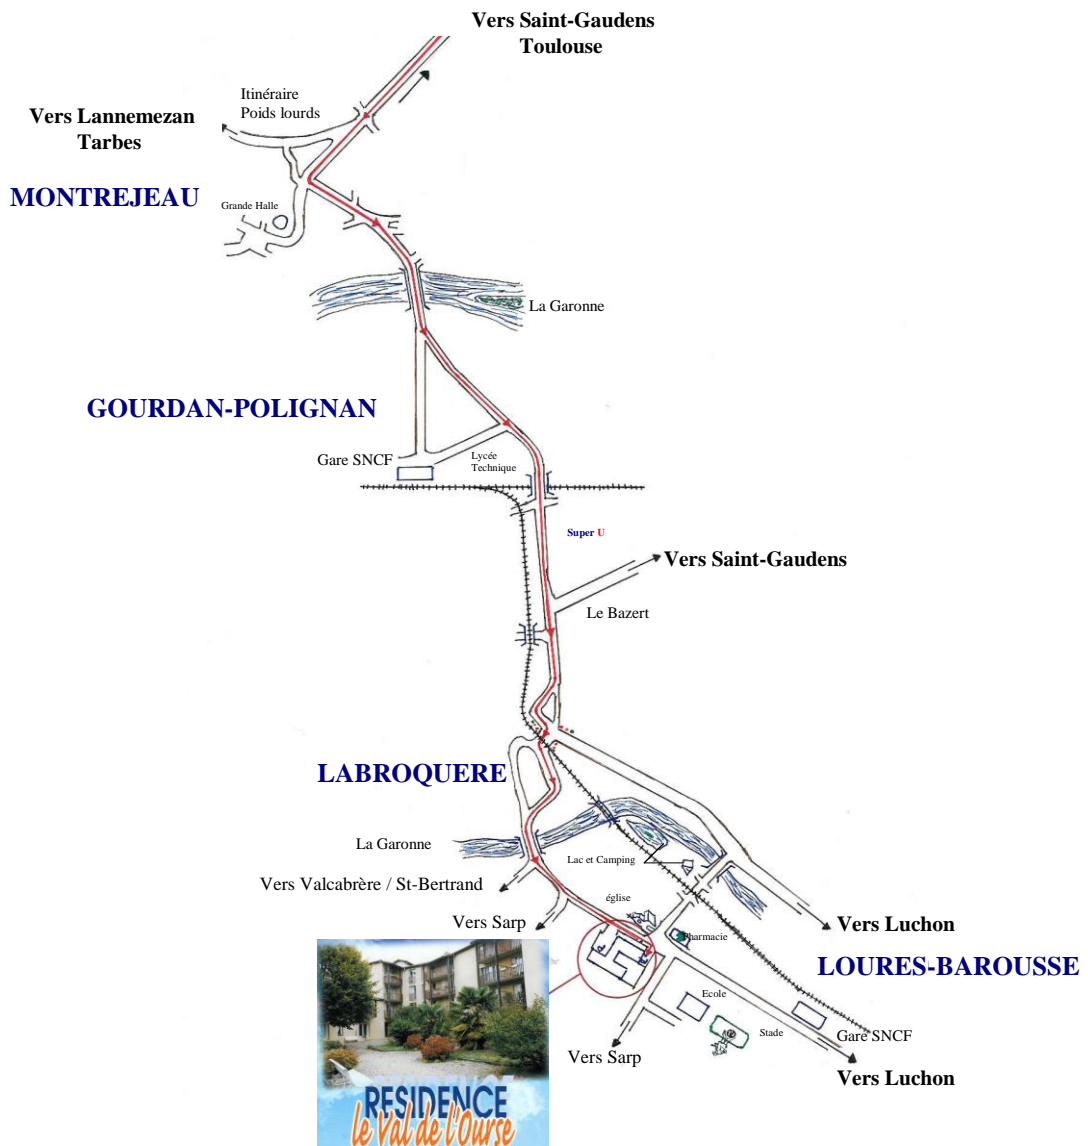 Vers Saint-Gaudens
Toulouse
Itinéraire
Poids lourds
Vers Lannemezan
Tarbes
MONTREJEAU
Grande Halle
La Garonne
GOURDAN-POLIGNAN
Gare SNCF
Lycée
Technique
Super U
Vers Saint-Gaudens
Le Bazert
LABROQUERE
La Garonne
Lac et Camping
Vers Valcabrère / St-Bertrand
église
Vers Sarp
Vers Luchon
Pharmacie
LOURES-BAROUSSE
Ecole
Stade
Gare SNCF
Vers Sarp
Vers Luchon
RESIDENCE
le Val de l'Ourse